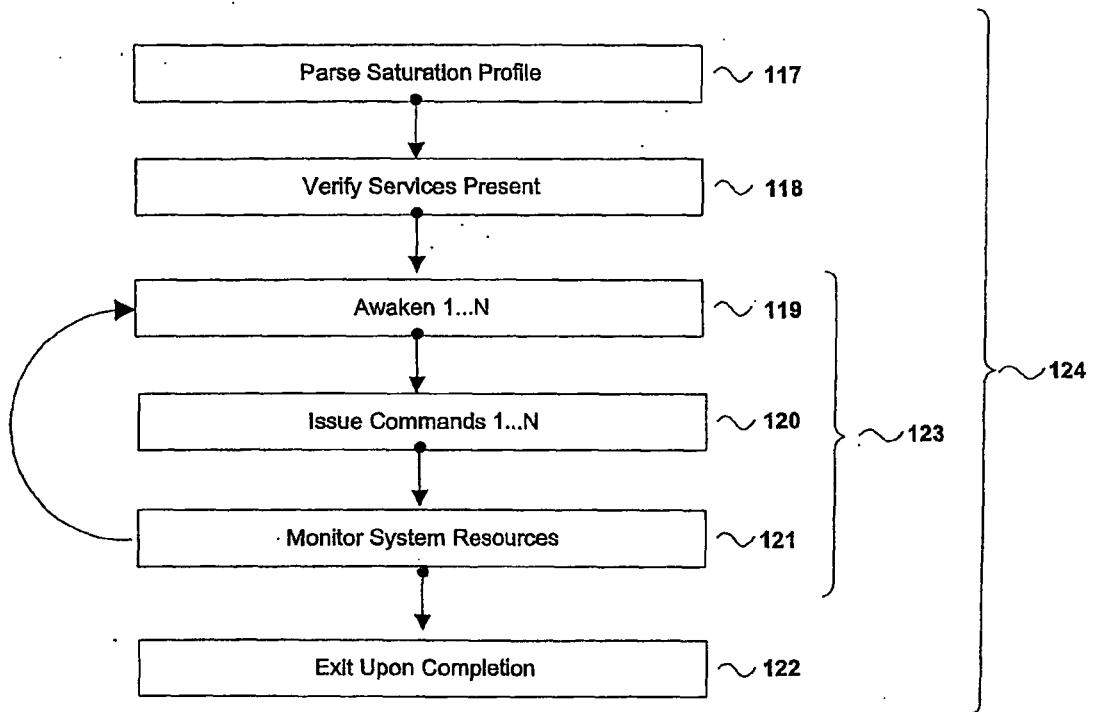 Parse Saturation Profile 117
Verify Services Present 118
Awaken 1...N 119
Issue Commands 1...N 120
Monitor System Resources 121
Exit Upon Completion 122
123
124